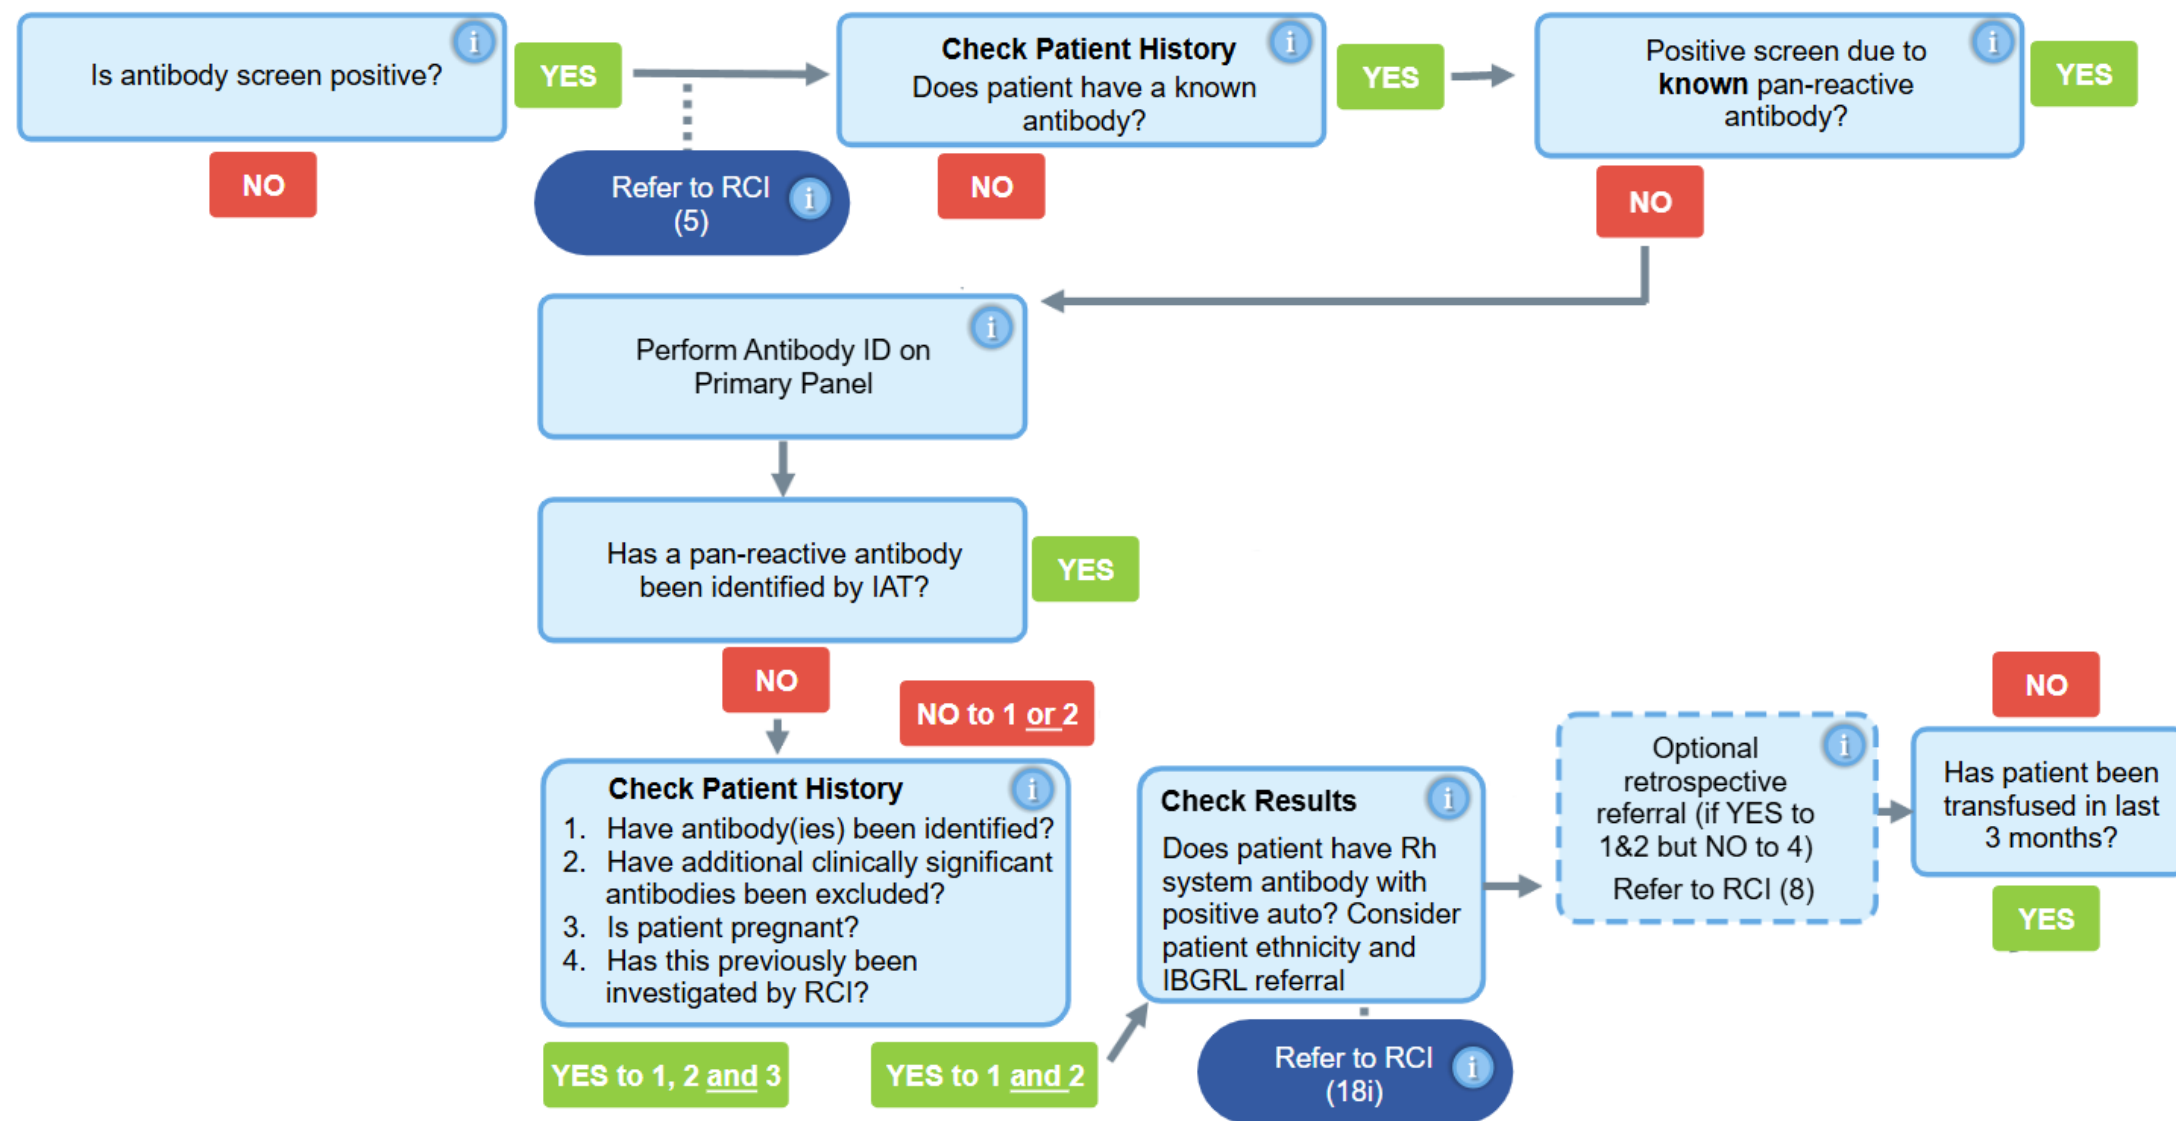 Is antibody screen positive?
YES
NO
Refer to RCI
(5)
Check Patient History
Does patient have a known
antibody?
YES
NO
Positive screen due to
known pan-reactive
antibody?
YES
NO
Perform Antibody ID on
Primary Panel
Has a pan-reactive antibody
been identified by IAT?
YES
NO
NO to 1 or 2
Check Patient History
1. Have antibody(ies) been identified?
2. Have additional clinically significant
antibodies been excluded?
3. Is patient pregnant?
4. Has this previously been
investigated by RCI?
YES to 1, 2 and 3
YES to 1 and 2
Check Results
Does patient have Rh
system antibody with
positive auto? Consider
patient ethnicity and
IBGRL referral
Refer to RCI
(18i)
Optional
retrospective
referral (if YES to
1&2 but NO to 4)
Refer to RCI (8)
NO
Has patient been
transfused in last
3 months?
YES